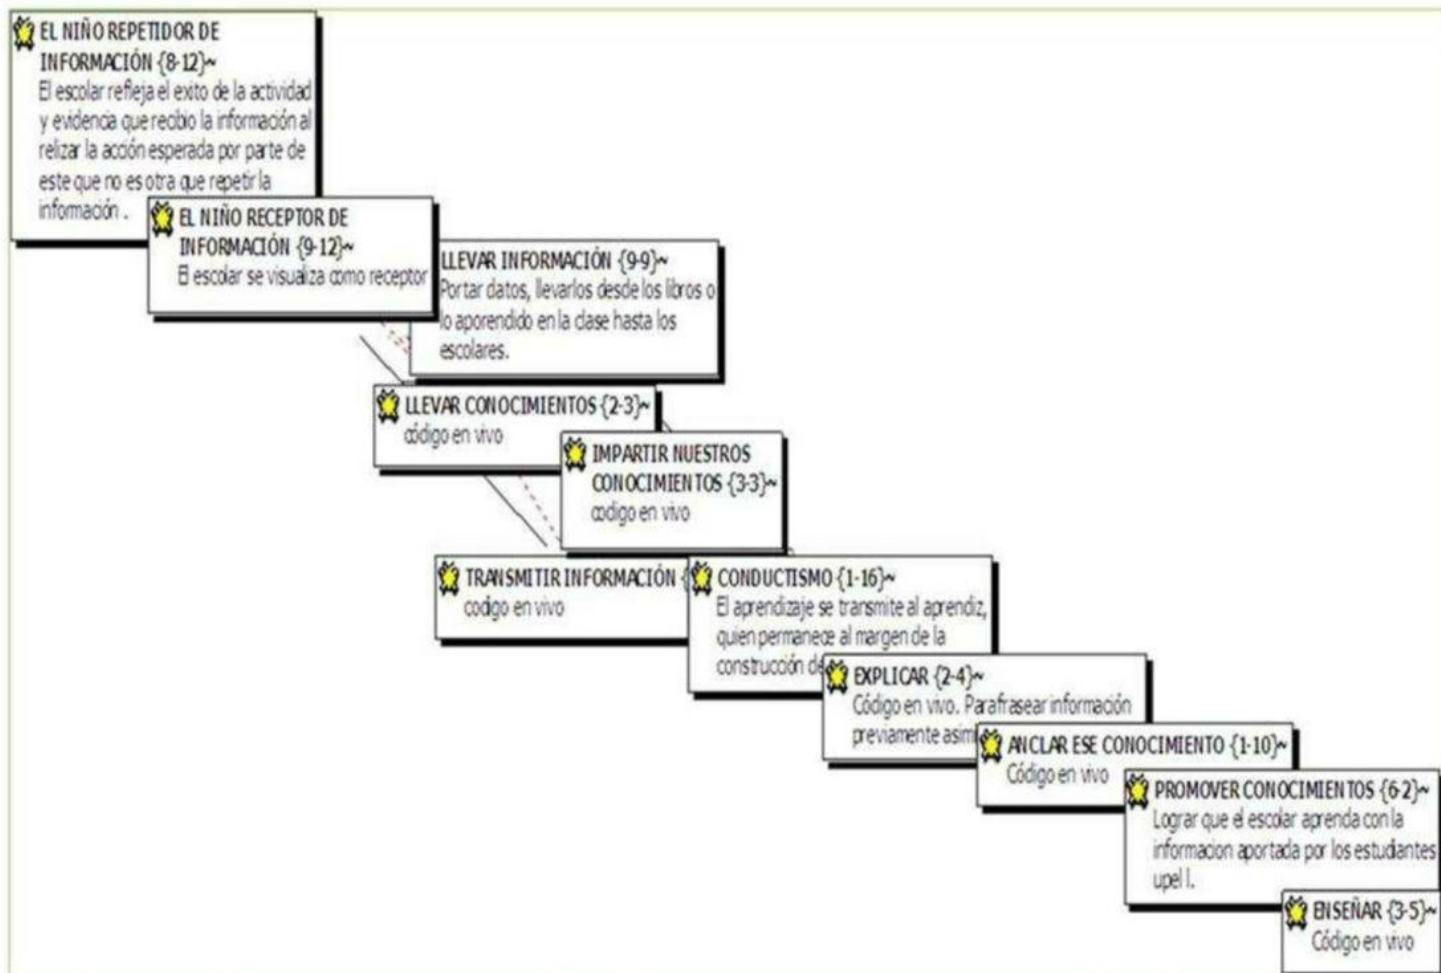 EL NIÑO REPETIDOR DE
INFORMACIÓN {8-12}~
El escolar refleja el exito de la actividad
y evidencia que recibio la información al
relizar la acción esperada por parte de
este que no es otra que repetir la
información .
EL NIÑO RECEPTOR DE
INFORMACIÓN {9-12}~
El escolar se visualiza como receptor
LLEVAR INFORMACIÓN {9-9}~
Portar datos, llevarlos desde los libros o
lo aporendido en la clase hasta los
escolares.
LLEVAR CONOCIMIENTOS {2-3}~
código en vivo
IMPARTIR NUESTROS
CONOCIMIENTOS {3-3}~
codigo en vivo
TRANSMITIR INFORMACIÓN {
codigo en vivo
CONDUCTISMO {1-16}~
El aprendizaje se transmite al aprendiz,
quien permanece al margen de la
construcción de
EXPLICAR {2-4}~
Código en vivo. Parafrasear información
previamente asimi
ANCLAR ESE CONOCIMIENTO {1-10}~
Código en vivo
PROMOVER CONOCIMIENTOS {6-2}~
Lograr que el escolar aprenda con la
informacion aportada por los estudiantes
upel I.
ENSEÑAR {3-5}~
Código en vivo